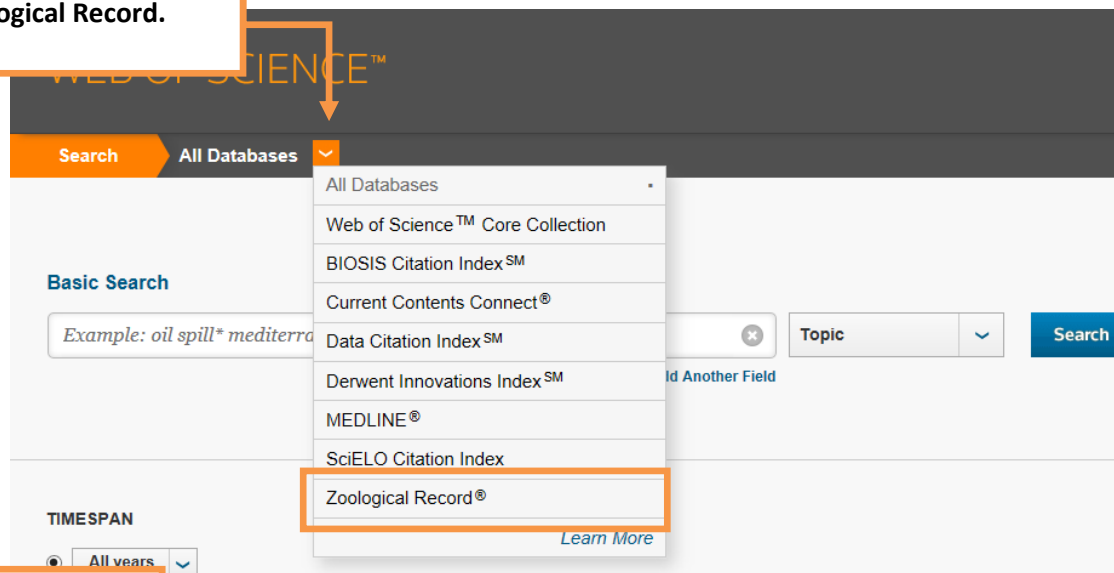 ogical Record.
WEB OF SCIENCE™
Search All Databases
All Databases
Web of Science™ Core Collection
BIOSIS Citation Index℠
Current Contents Connect®
Data Citation Index℠
Derwent Innovations Index℠
MEDLINE®
SciELO Citation Index
Zoological Record®
Learn More
Basic Search
Example: oil spill* mediterra
Topic
Search
ld Another Field
TIMESPAN
All years